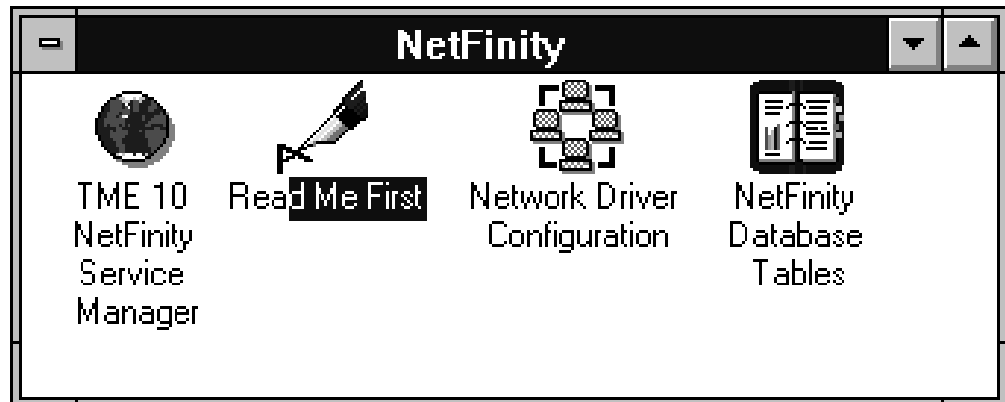 NetFinity
TME 10
NetFinity
Service
Manager
Read Me First
Network Driver
Configuration
NetFinity
Database
Tables